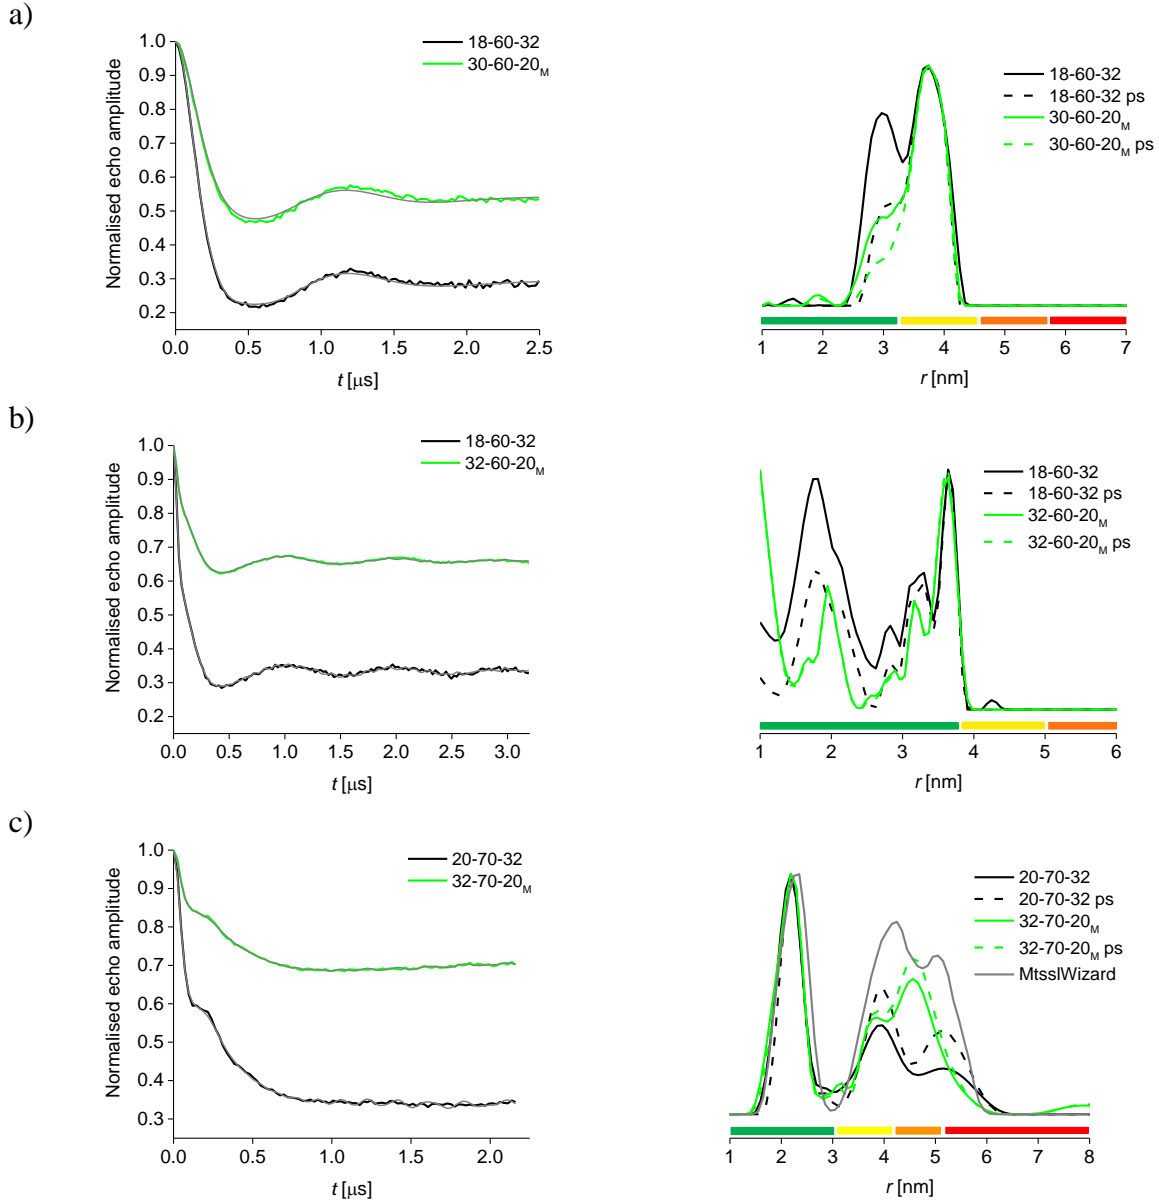 a)
Normalised echo amplitude
1.0
0.9
0.8
0.7
0.6
0.5
0.4
0.3
0.2
0.0 0.5 1.0 1.5 2.0 2.5
t [μs]
18-60-32
30-60-20M
18-60-32
18-60-32 ps
30-60-20M
30-60-20M ps
1 2 3 4 5 6 7
r [nm]
b)
Normalised echo amplitude
1.0
0.9
0.8
0.7
0.6
0.5
0.4
0.3
0.2
0.0 0.5 1.0 1.5 2.0 2.5 3.0
t [μs]
18-60-32
32-60-20M
18-60-32
18-60-32 ps
32-60-20M
32-60-20M ps
1 2 3 4 5 6
r [nm]
c)
Normalised echo amplitude
1.0
0.9
0.8
0.7
0.6
0.5
0.4
0.3
0.0 0.5 1.0 1.5 2.0
t [μs]
20-70-32
32-70-20M
20-70-32
20-70-32 ps
32-70-20M
32-70-20M ps
MtsslWizard
1 2 3 4 5 6 7 8
r [nm]